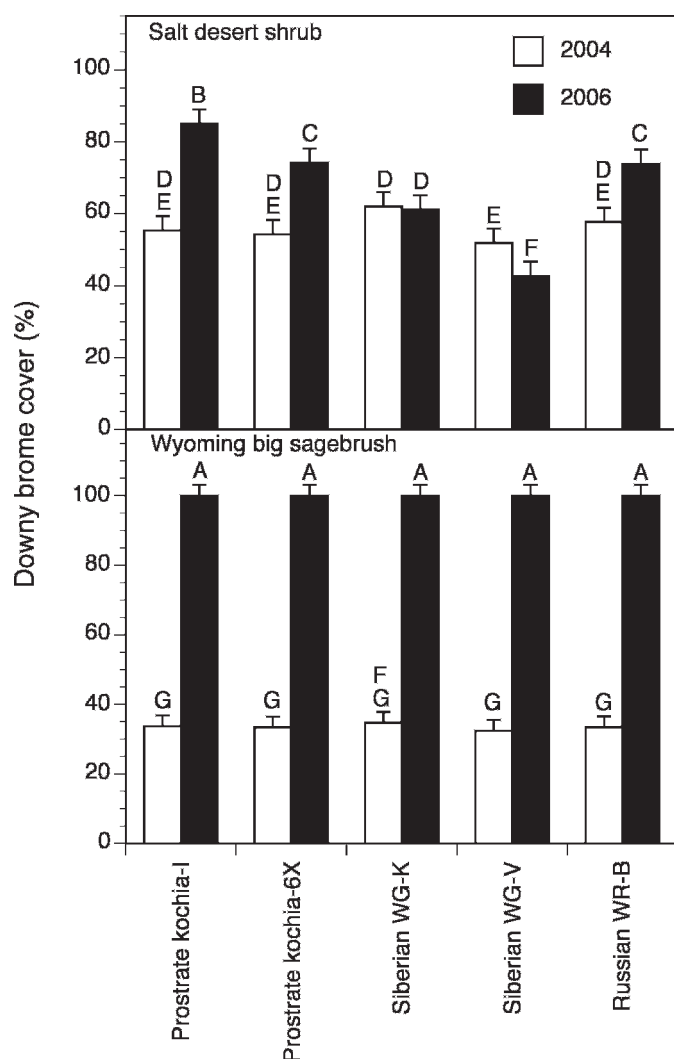 Salt desert shrub
2004
2006
100
80
60
40
20
0
B
C
D
D
D
D
C
D
E
E
E
F
E
Wyoming big sagebrush
100
80
60
40
20
0
A
A
A
A
A
G
G
F
G
G
G
Downy brome cover (%)
Prostrate kochia-I
Prostrate kochia-6X
Siberian WG-K
Siberian WG-V
Russian WR-B